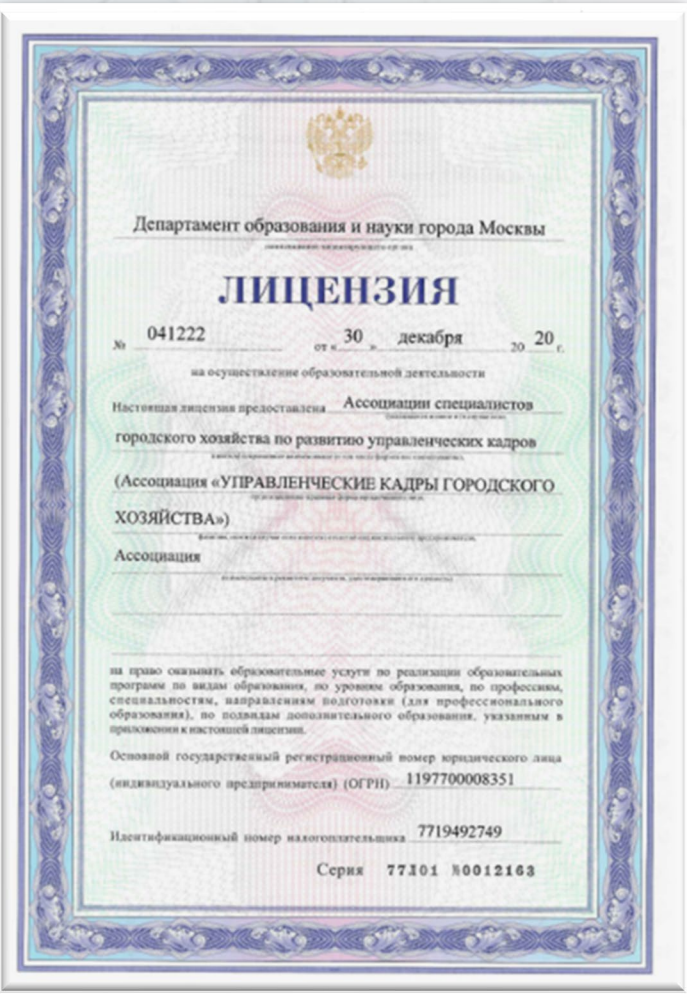 Департамент образования и науки города Москвы
наименование лицензирующего органа
ЛИЦЕНЗИЯ
№ 041222 от « 30 » декабря 20 20 г.
на осуществление образовательной деятельности
Настоящая лицензия предоставлена Ассоциации специалистов
городского хозяйства по развитию управленческих кадров
(Ассоциация «УПРАВЛЕНЧЕСКИЕ КАДРЫ ГОРОДСКОГО
ХОЗЯЙСТВА»)
Ассоциация
на право оказывать образовательные услуги по реализации образовательных
программ по видам образования, по уровням образования, по профессиям,
специальностям, направлениям подготовки (для профессионального
образования), по подвидам дополнительного образования, указанным в
приложении к настоящей лицензии.
Основной государственный регистрационный номер юридического лица
(индивидуального предпринимателя) (ОГРН) 1197700008351
Идентификационный номер налогоплательщика 7719492749
Серия 77Л01 №0012163